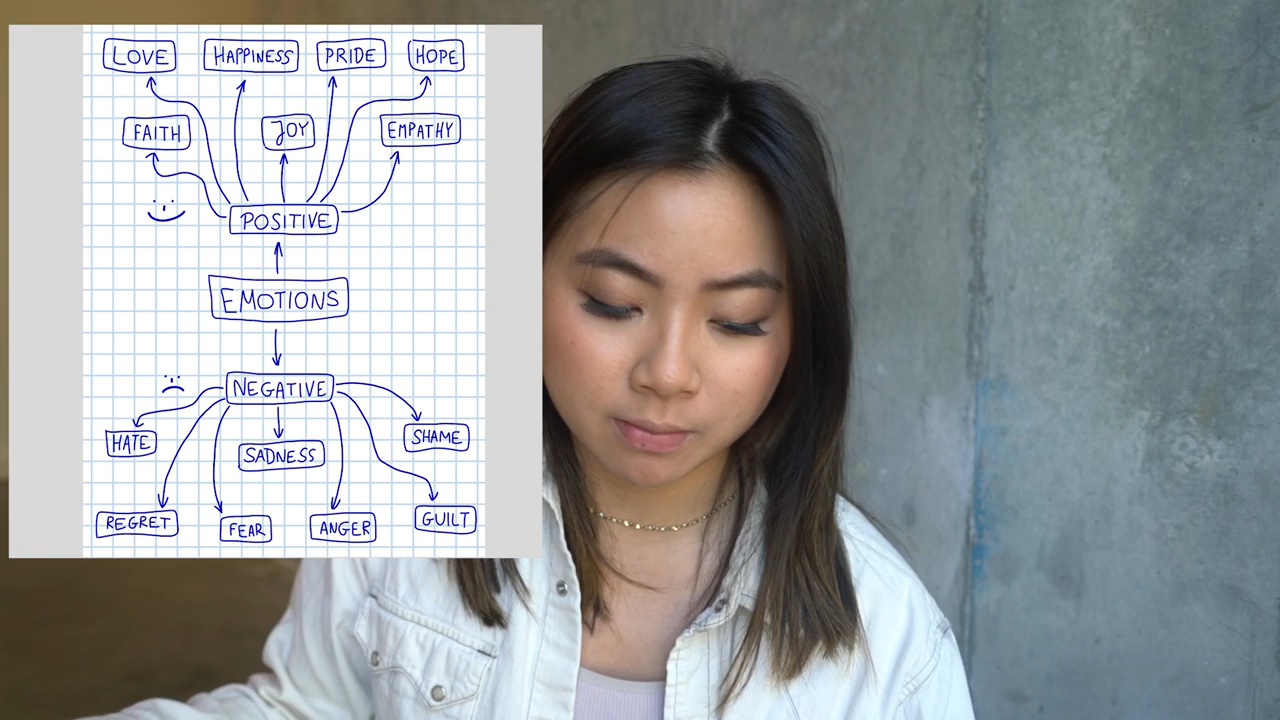 LOVE
HAPPINESS
PRIDE
HOPE
FAITH
JOY
EMPATHY
POSITIVE
EMOTIONS
NEGATIVE
HATE
SADNESS
SHAME
REGRET
FEAR
ANGER
GUILT